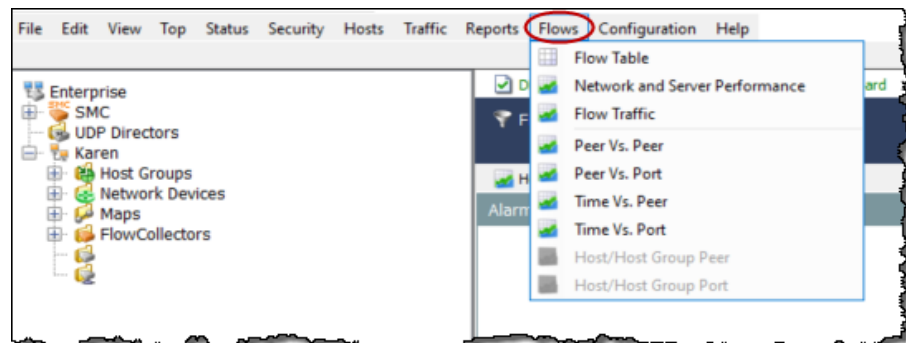 File Edit View Top Status Security Hosts Traffic Reports Flows Configuration Help
Enterprise
SMC
SMC
UDP Directors
Karen
Host Groups
Network Devices
Maps
FlowCollectors
D
ard
F
H
Alarm
Flow Table
Network and Server Performance
Flow Traffic
Peer Vs. Peer
Peer Vs. Port
Time Vs. Peer
Time Vs. Port
Host/Host Group Peer
Host/Host Group Port